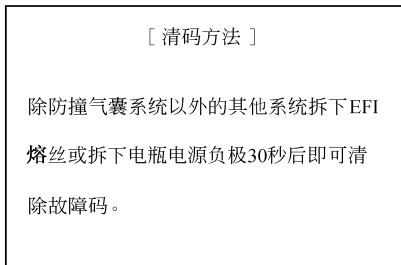 ［清码方法］
除防撞气囊系统以外的其他系统拆下EFI
熔丝或拆下电瓶电源负极30秒后即可清
除故障码。